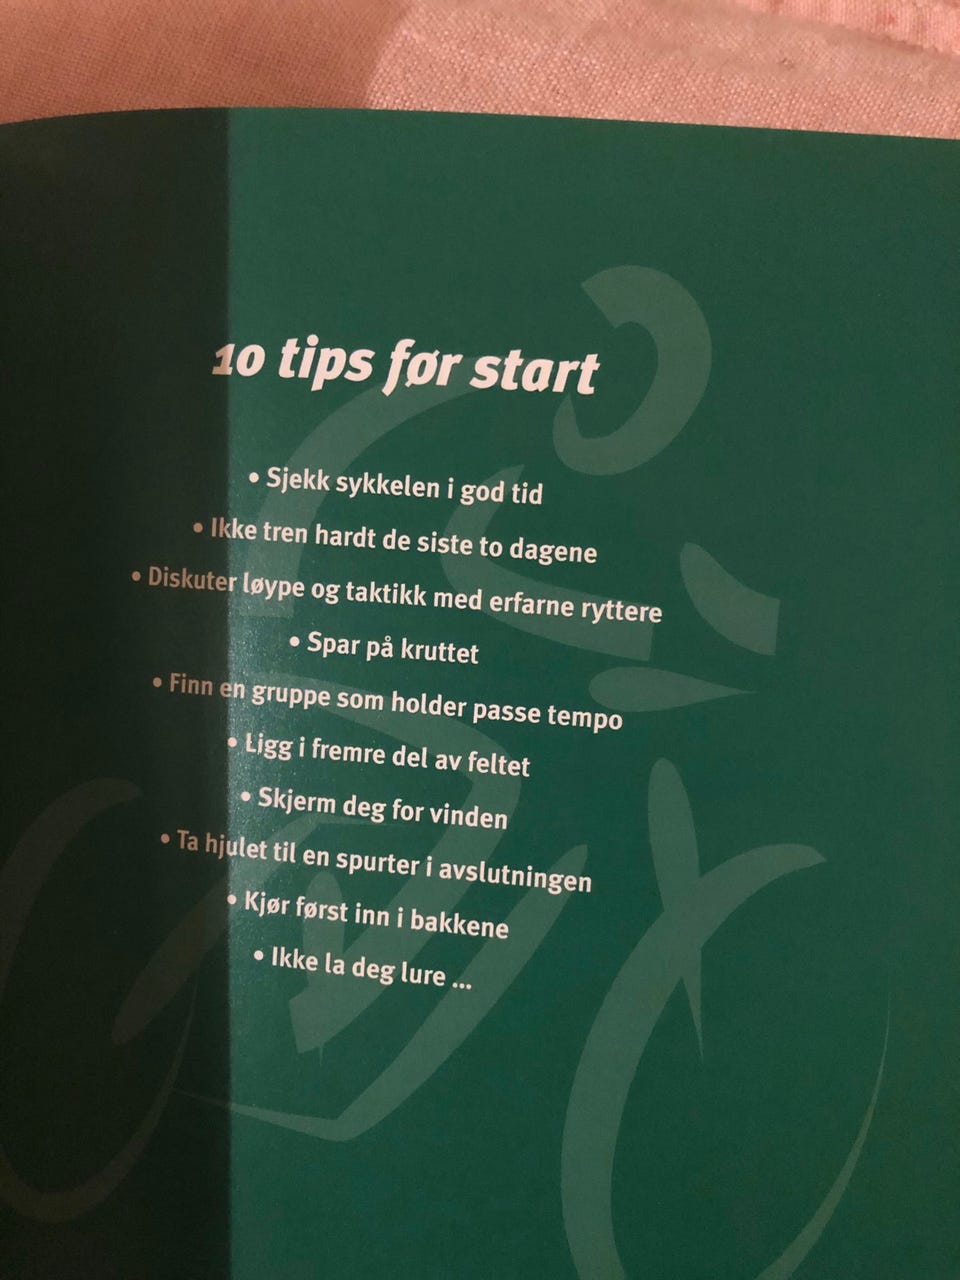 10 tips før start
• Sjekk sykkelen i god tid
• Ikke tren hardt de siste to dagene
• Diskuter løype og taktikk med erfarne ryttere
• Spar på kruttet
• Finn en gruppe som holder passe tempo
• Ligg i fremre del av feltet
• Skjerm deg for vinden
• Ta hjulet til en spurter i avslutningen
• Kjør først inn i bakkene
• Ikke la deg lure ...